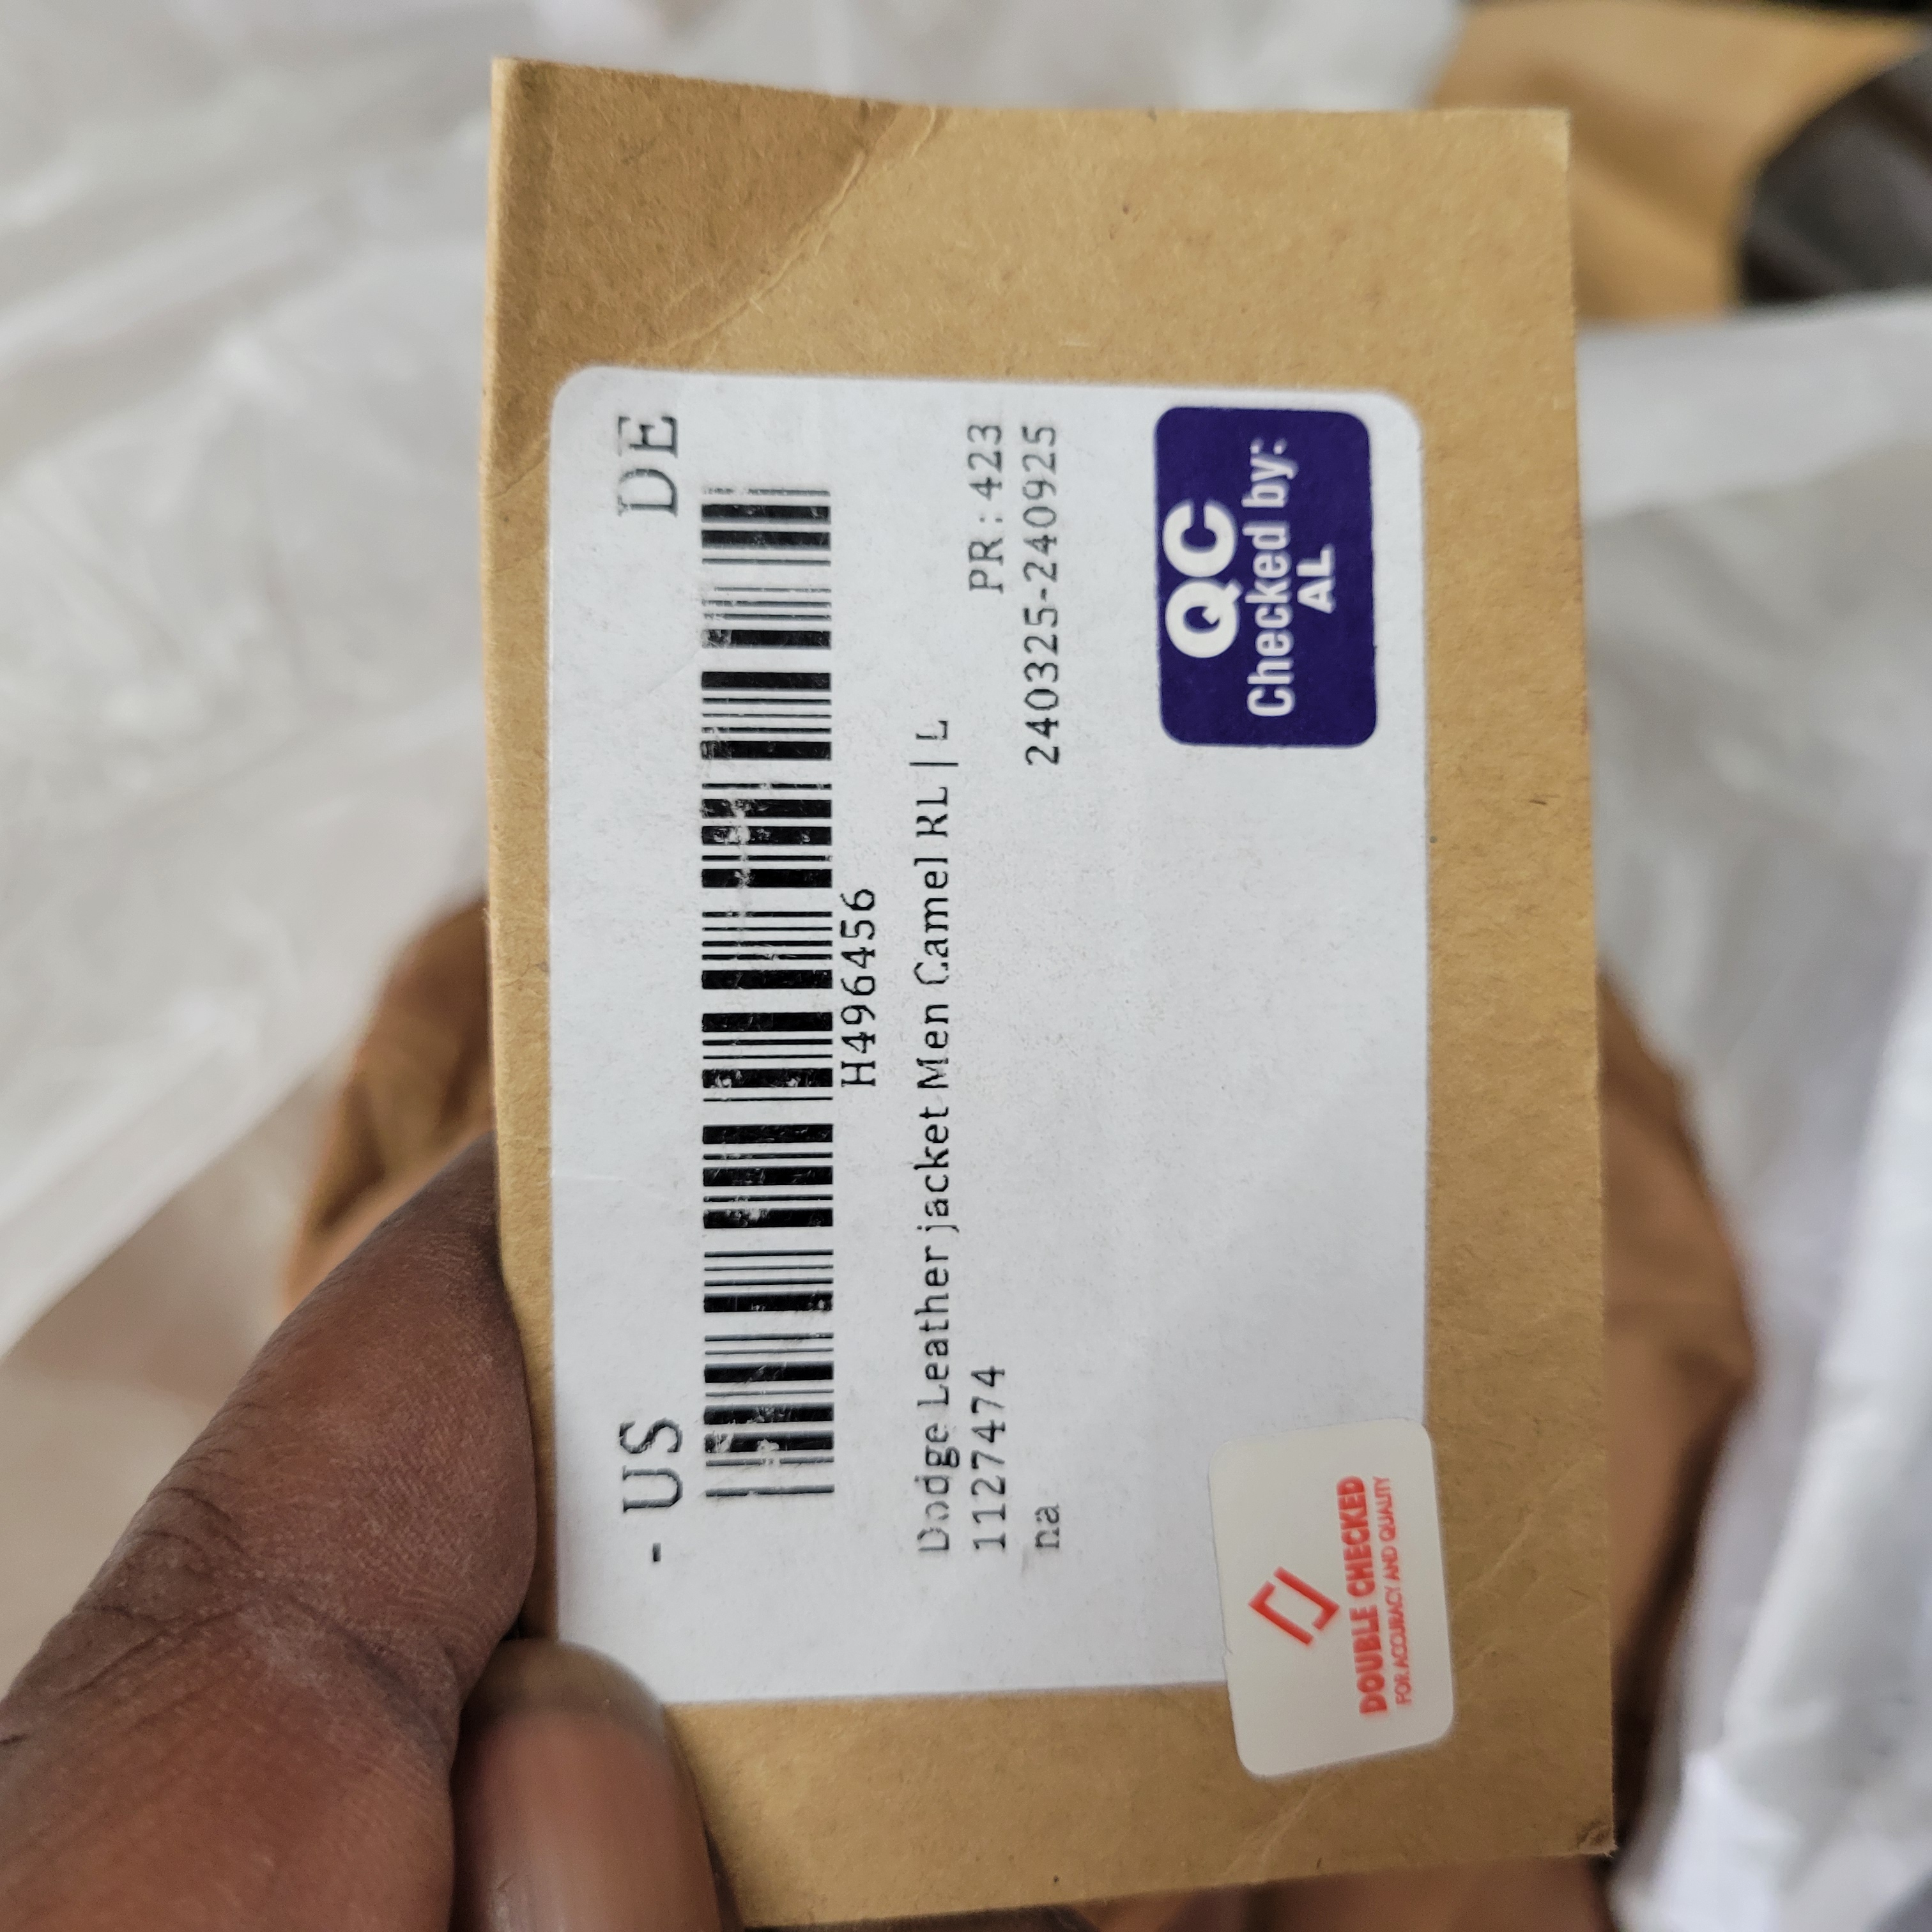 - US DE
H496456
Dodge Leather jacket Men Camel RL | L
1127474 PR: 423
na 240325-240925
QC
Checked by:
AL
DOUBLE CHECKED
FOR ACCURACY AND QUALITY